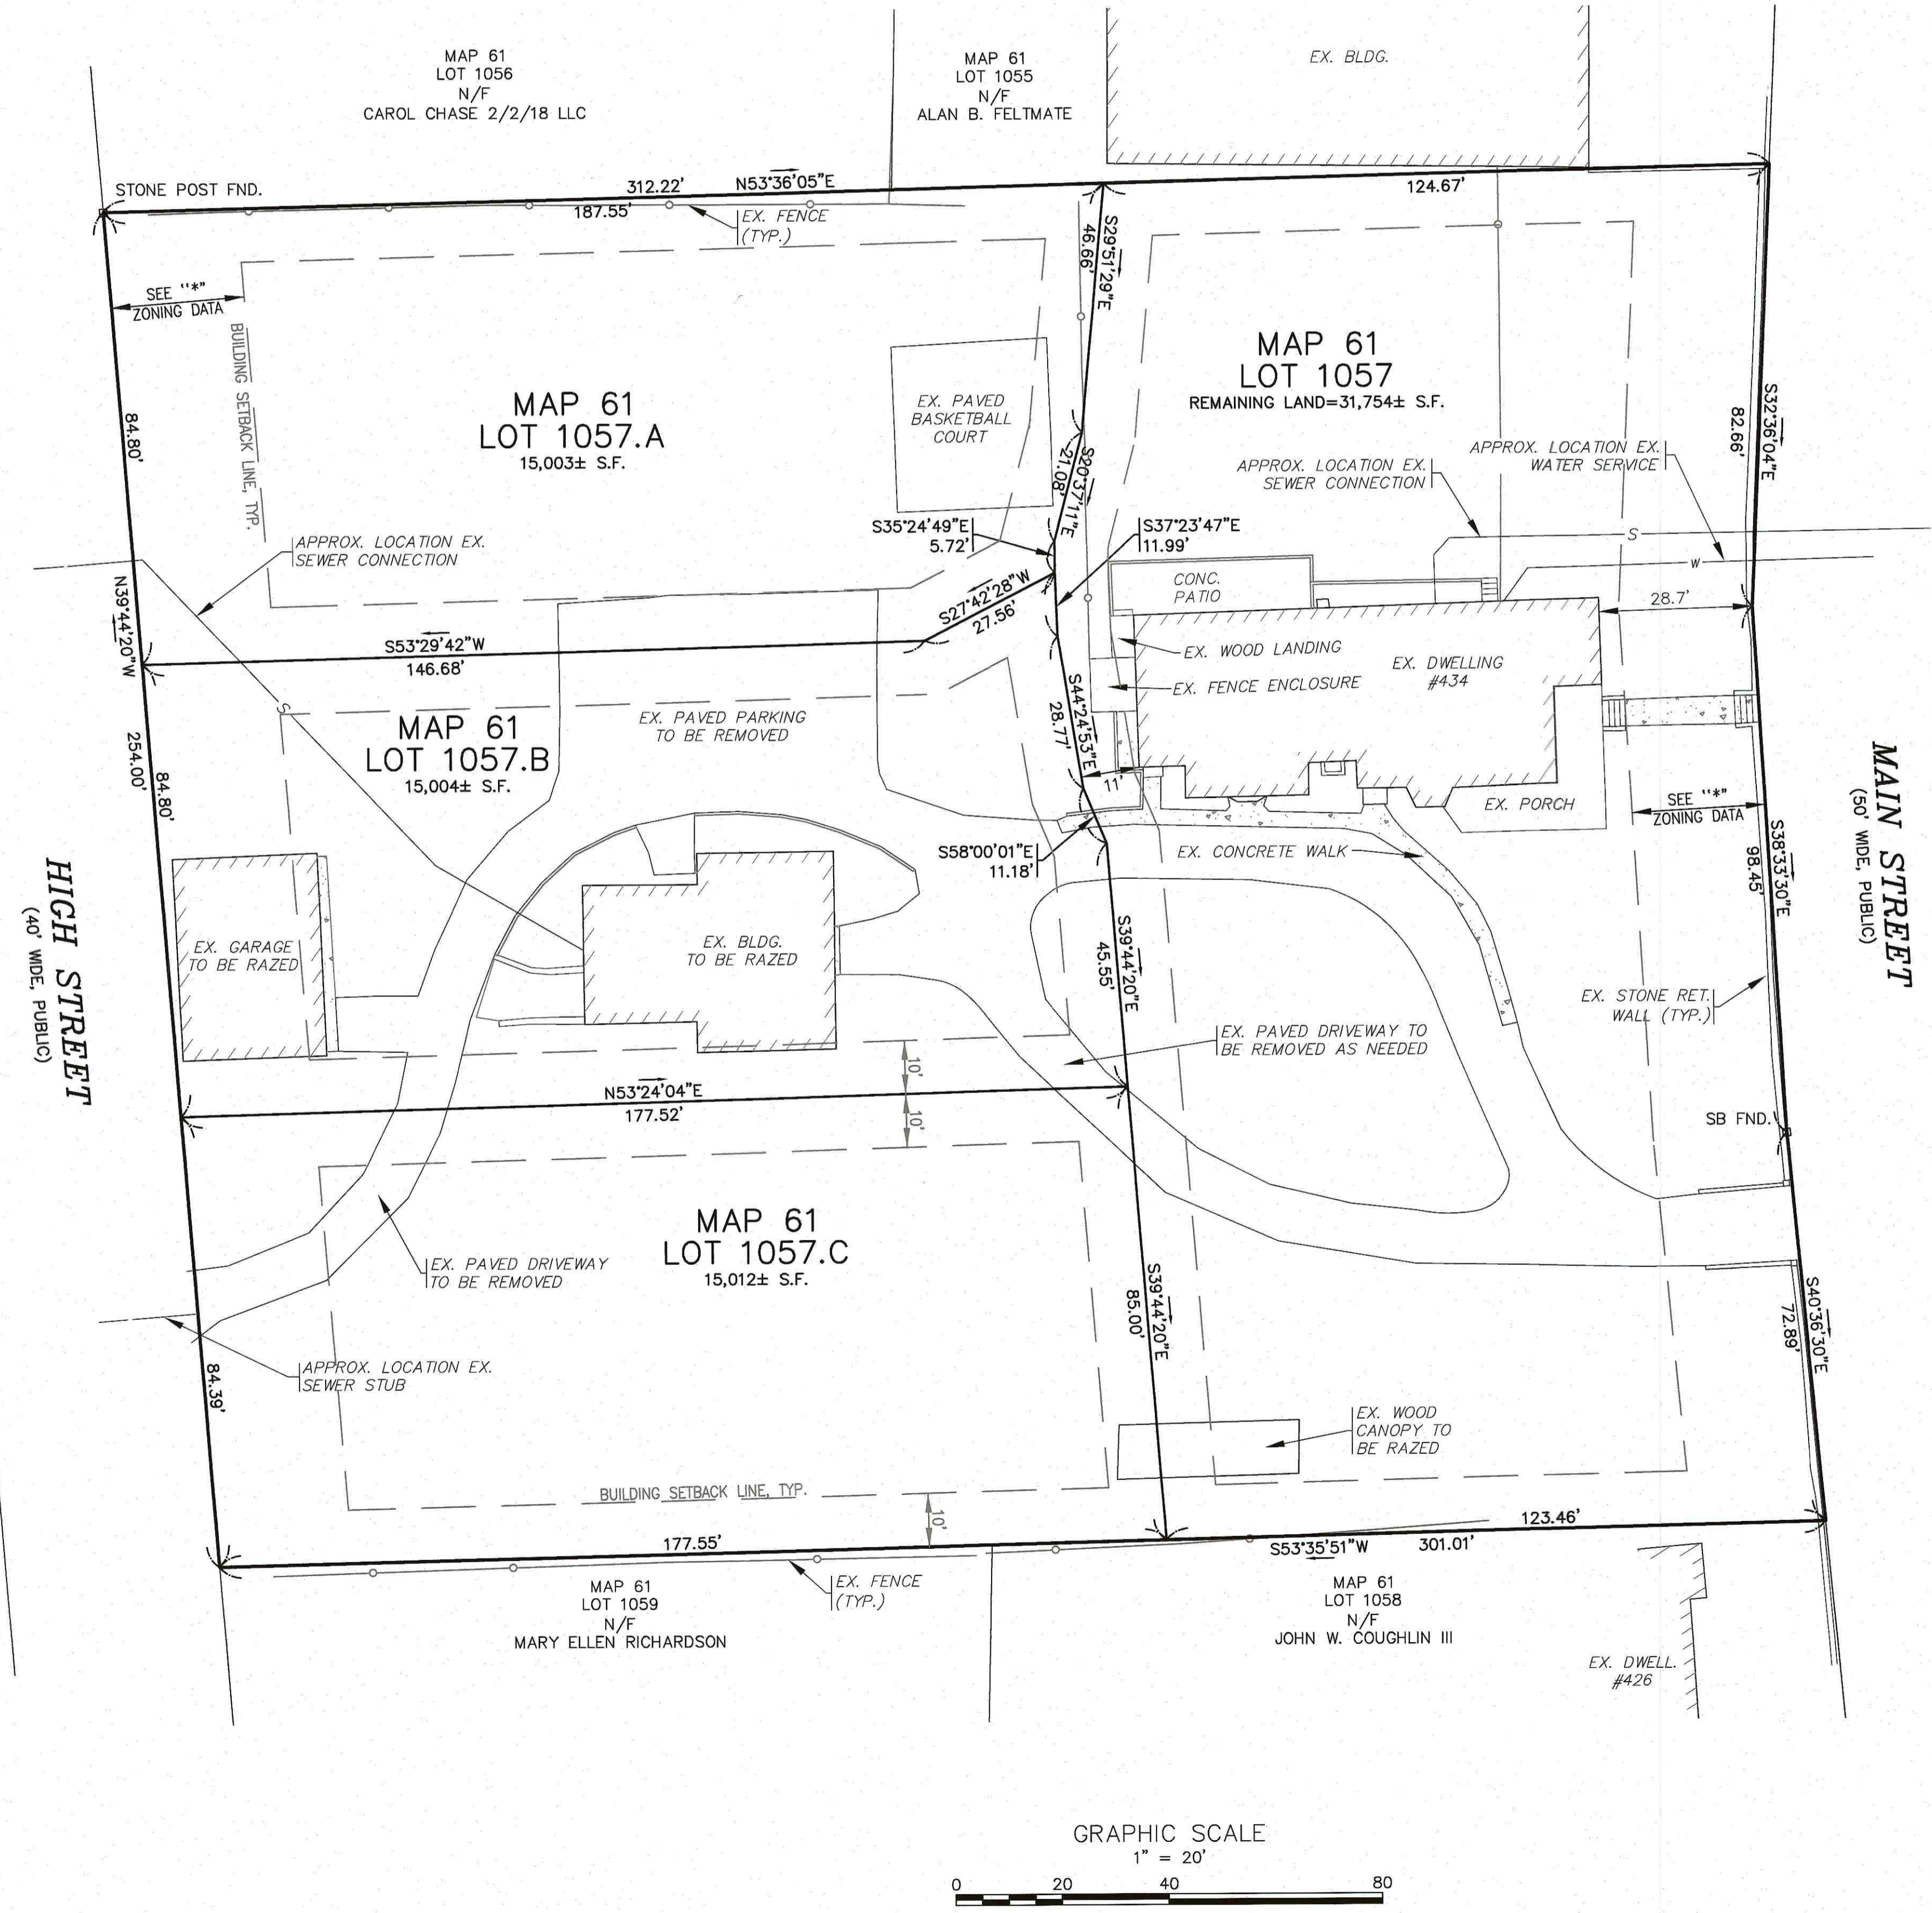 MAP 61
LOT 1056
N/F
CAROL CHASE 2/2/18 LLC
MAP 61
LOT 1055
N/F
ALAN B. FELTMATE
EX. BLDG.
STONE POST FND.
312.22'
N53°36'05"E
187.55'
124.67'
EX. FENCE
(TYP.)
SEE "*"
ZONING DATA
BUILDING SETBACK LINE, TYP.
S29°51'29"E
46.66'
MAP 61
LOT 1057
REMAINING LAND=31,754± S.F.
MAP 61
LOT 1057.A
15,003± S.F.
EX. PAVED
BASKETBALL
COURT
84.80'
S32°36'04"E
82.66'
APPROX. LOCATION EX.
WATER SERVICE
APPROX. LOCATION EX.
SEWER CONNECTION
S20°37'11"E
21.08'
S35°24'49"E
5.72'
S37°23'47"E
11.99'
APPROX. LOCATION EX.
SEWER CONNECTION
S
W
CONC.
PATIO
28.7'
N39°44'20"W
254.00'
S27°42'28"W
27.56'
S53°29'42"W
146.68'
EX. WOOD LANDING
EX. DWELLING
#434
EX. FENCE ENCLOSURE
S
MAP 61
LOT 1057.B
15,004± S.F.
EX. PAVED PARKING
TO BE REMOVED
S44°24'53"E
28.77'
11'
84.80'
EX. PORCH
SEE "*"
ZONING DATA
MAIN STREET
(50' WIDE, PUBLIC)
S58°00'01"E
11.18'
EX. CONCRETE WALK
S38°33'30"E
98.45'
HIGH STREET
(40' WIDE, PUBLIC)
EX. GARAGE
TO BE RAZED
EX. BLDG.
TO BE RAZED
S39°44'20"E
45.55'
EX. STONE RET.
WALL (TYP.)
EX. PAVED DRIVEWAY TO
BE REMOVED AS NEEDED
10'
N53°24'04"E
177.52'
10'
SB FND.
MAP 61
LOT 1057.C
15,012± S.F.
EX. PAVED DRIVEWAY
TO BE REMOVED
S39°44'20"E
85.00'
S40°36'30"E
72.89'
APPROX. LOCATION EX.
SEWER STUB
84.39'
EX. WOOD
CANOPY TO
BE RAZED
BUILDING SETBACK LINE, TYP.
10'
177.55'
123.46'
S53°35'51"W
301.01'
MAP 61
LOT 1059
N/F
MARY ELLEN RICHARDSON
EX. FENCE
(TYP.)
MAP 61
LOT 1058
N/F
JOHN W. COUGHLIN III
EX. DWELL.
#426
GRAPHIC SCALE
1" = 20'
0 20 40 80